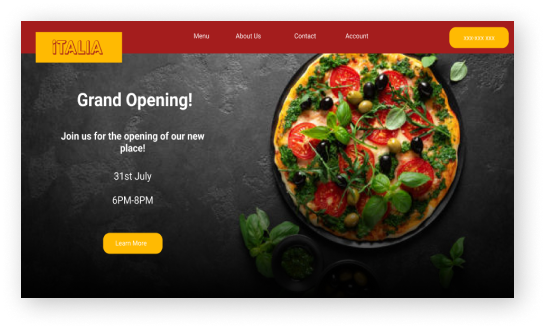 iTALIA
Menu
About Us
Contact
Account
Grand Opening!
Join us for the opening of our new
place!
31st July
6PM-8PM
Learn More